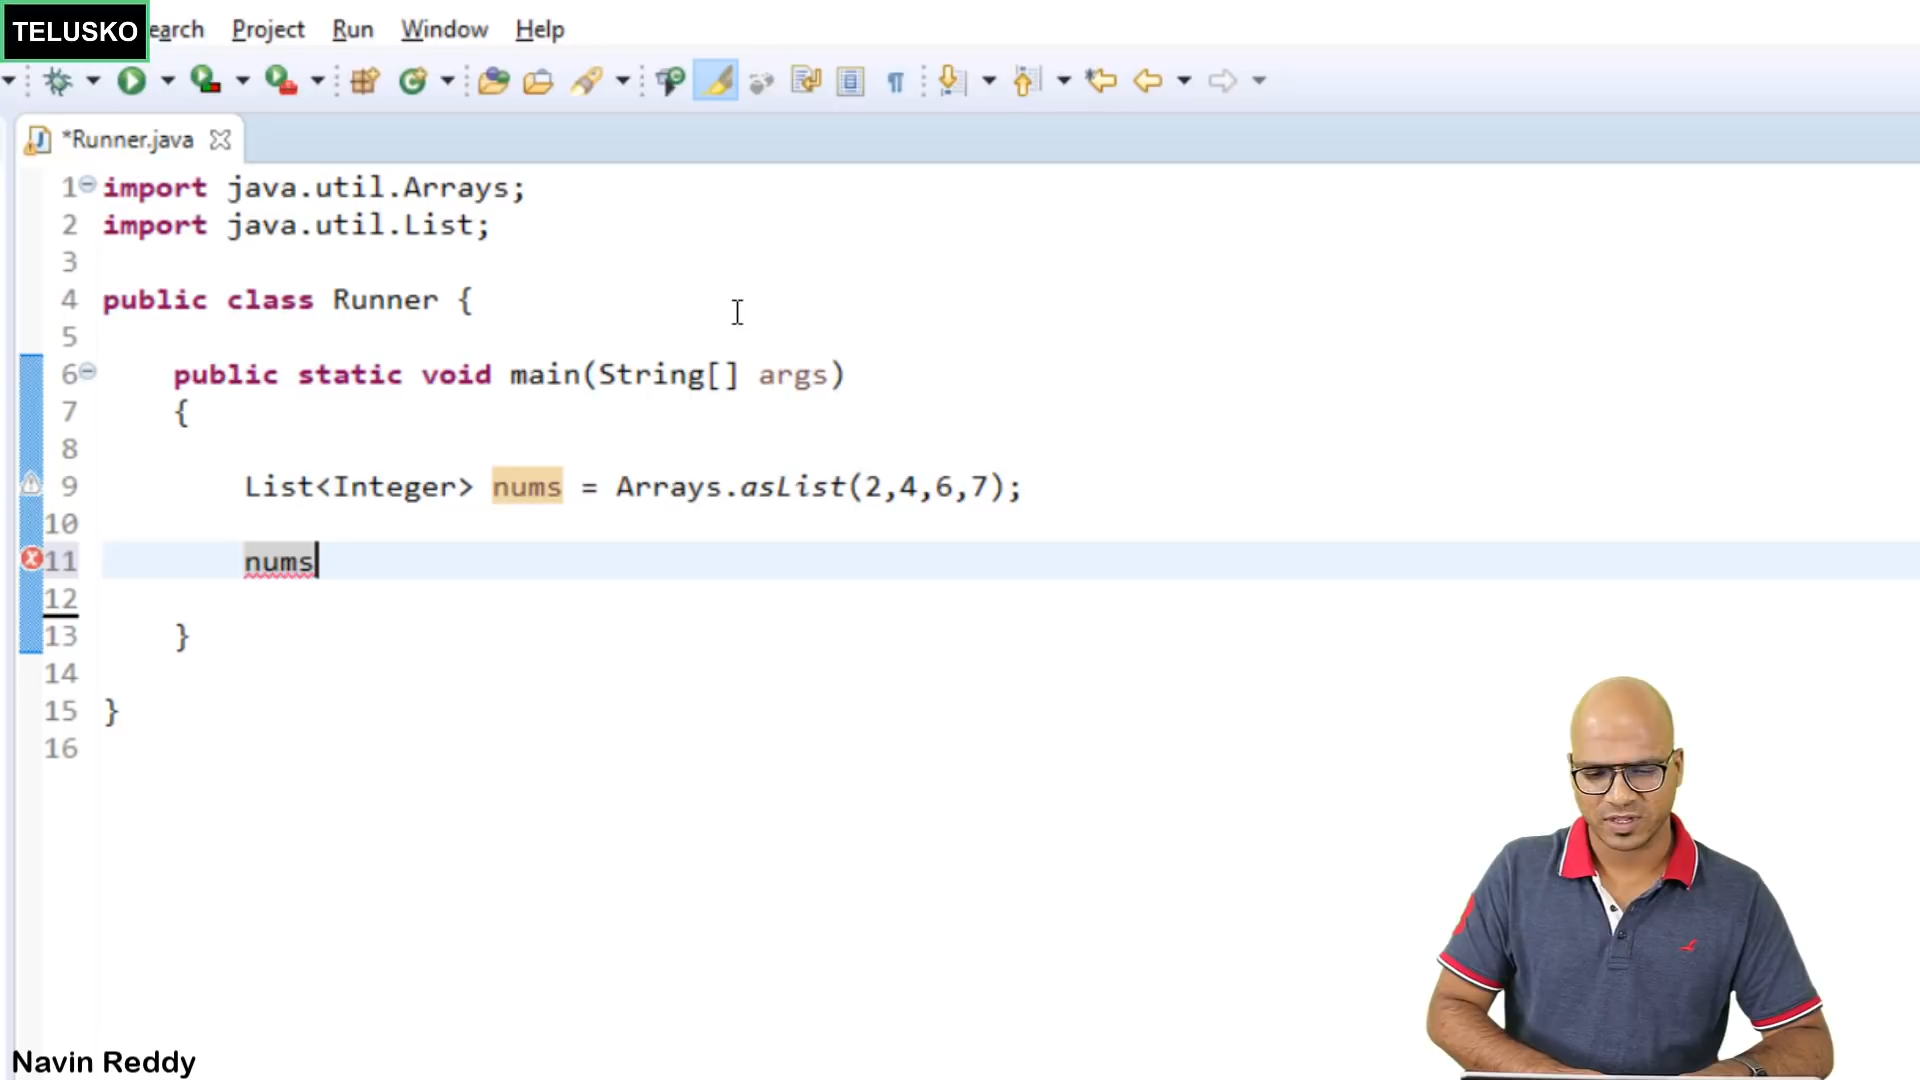 TELUSKO
earch Project Run Window Help
*Runner.java
1 import java.util.Arrays;
2 import java.util.List;
3
4 public class Runner {
5
6 public static void main(String[] args)
7 {
8
9 List<Integer> nums = Arrays.asList(2,4,6,7);
10
11 nums
12
13 }
14
15 }
16
Navin Reddy